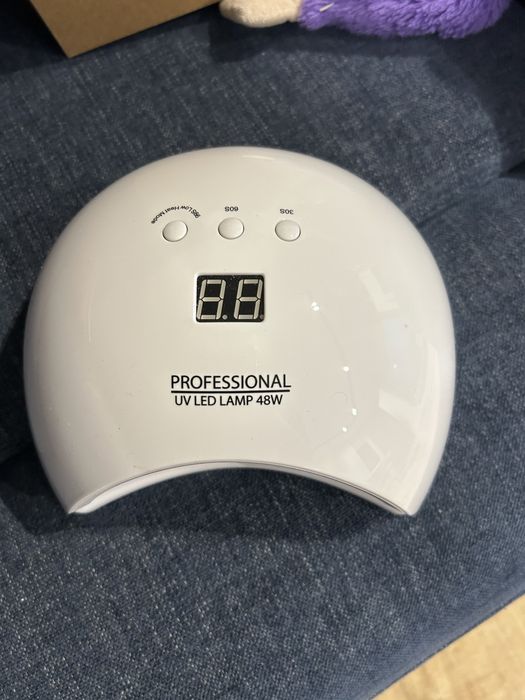 99S Low Heat Mode
60S
30S
8.8.
PROFESSIONAL
UV LED LAMP 48W